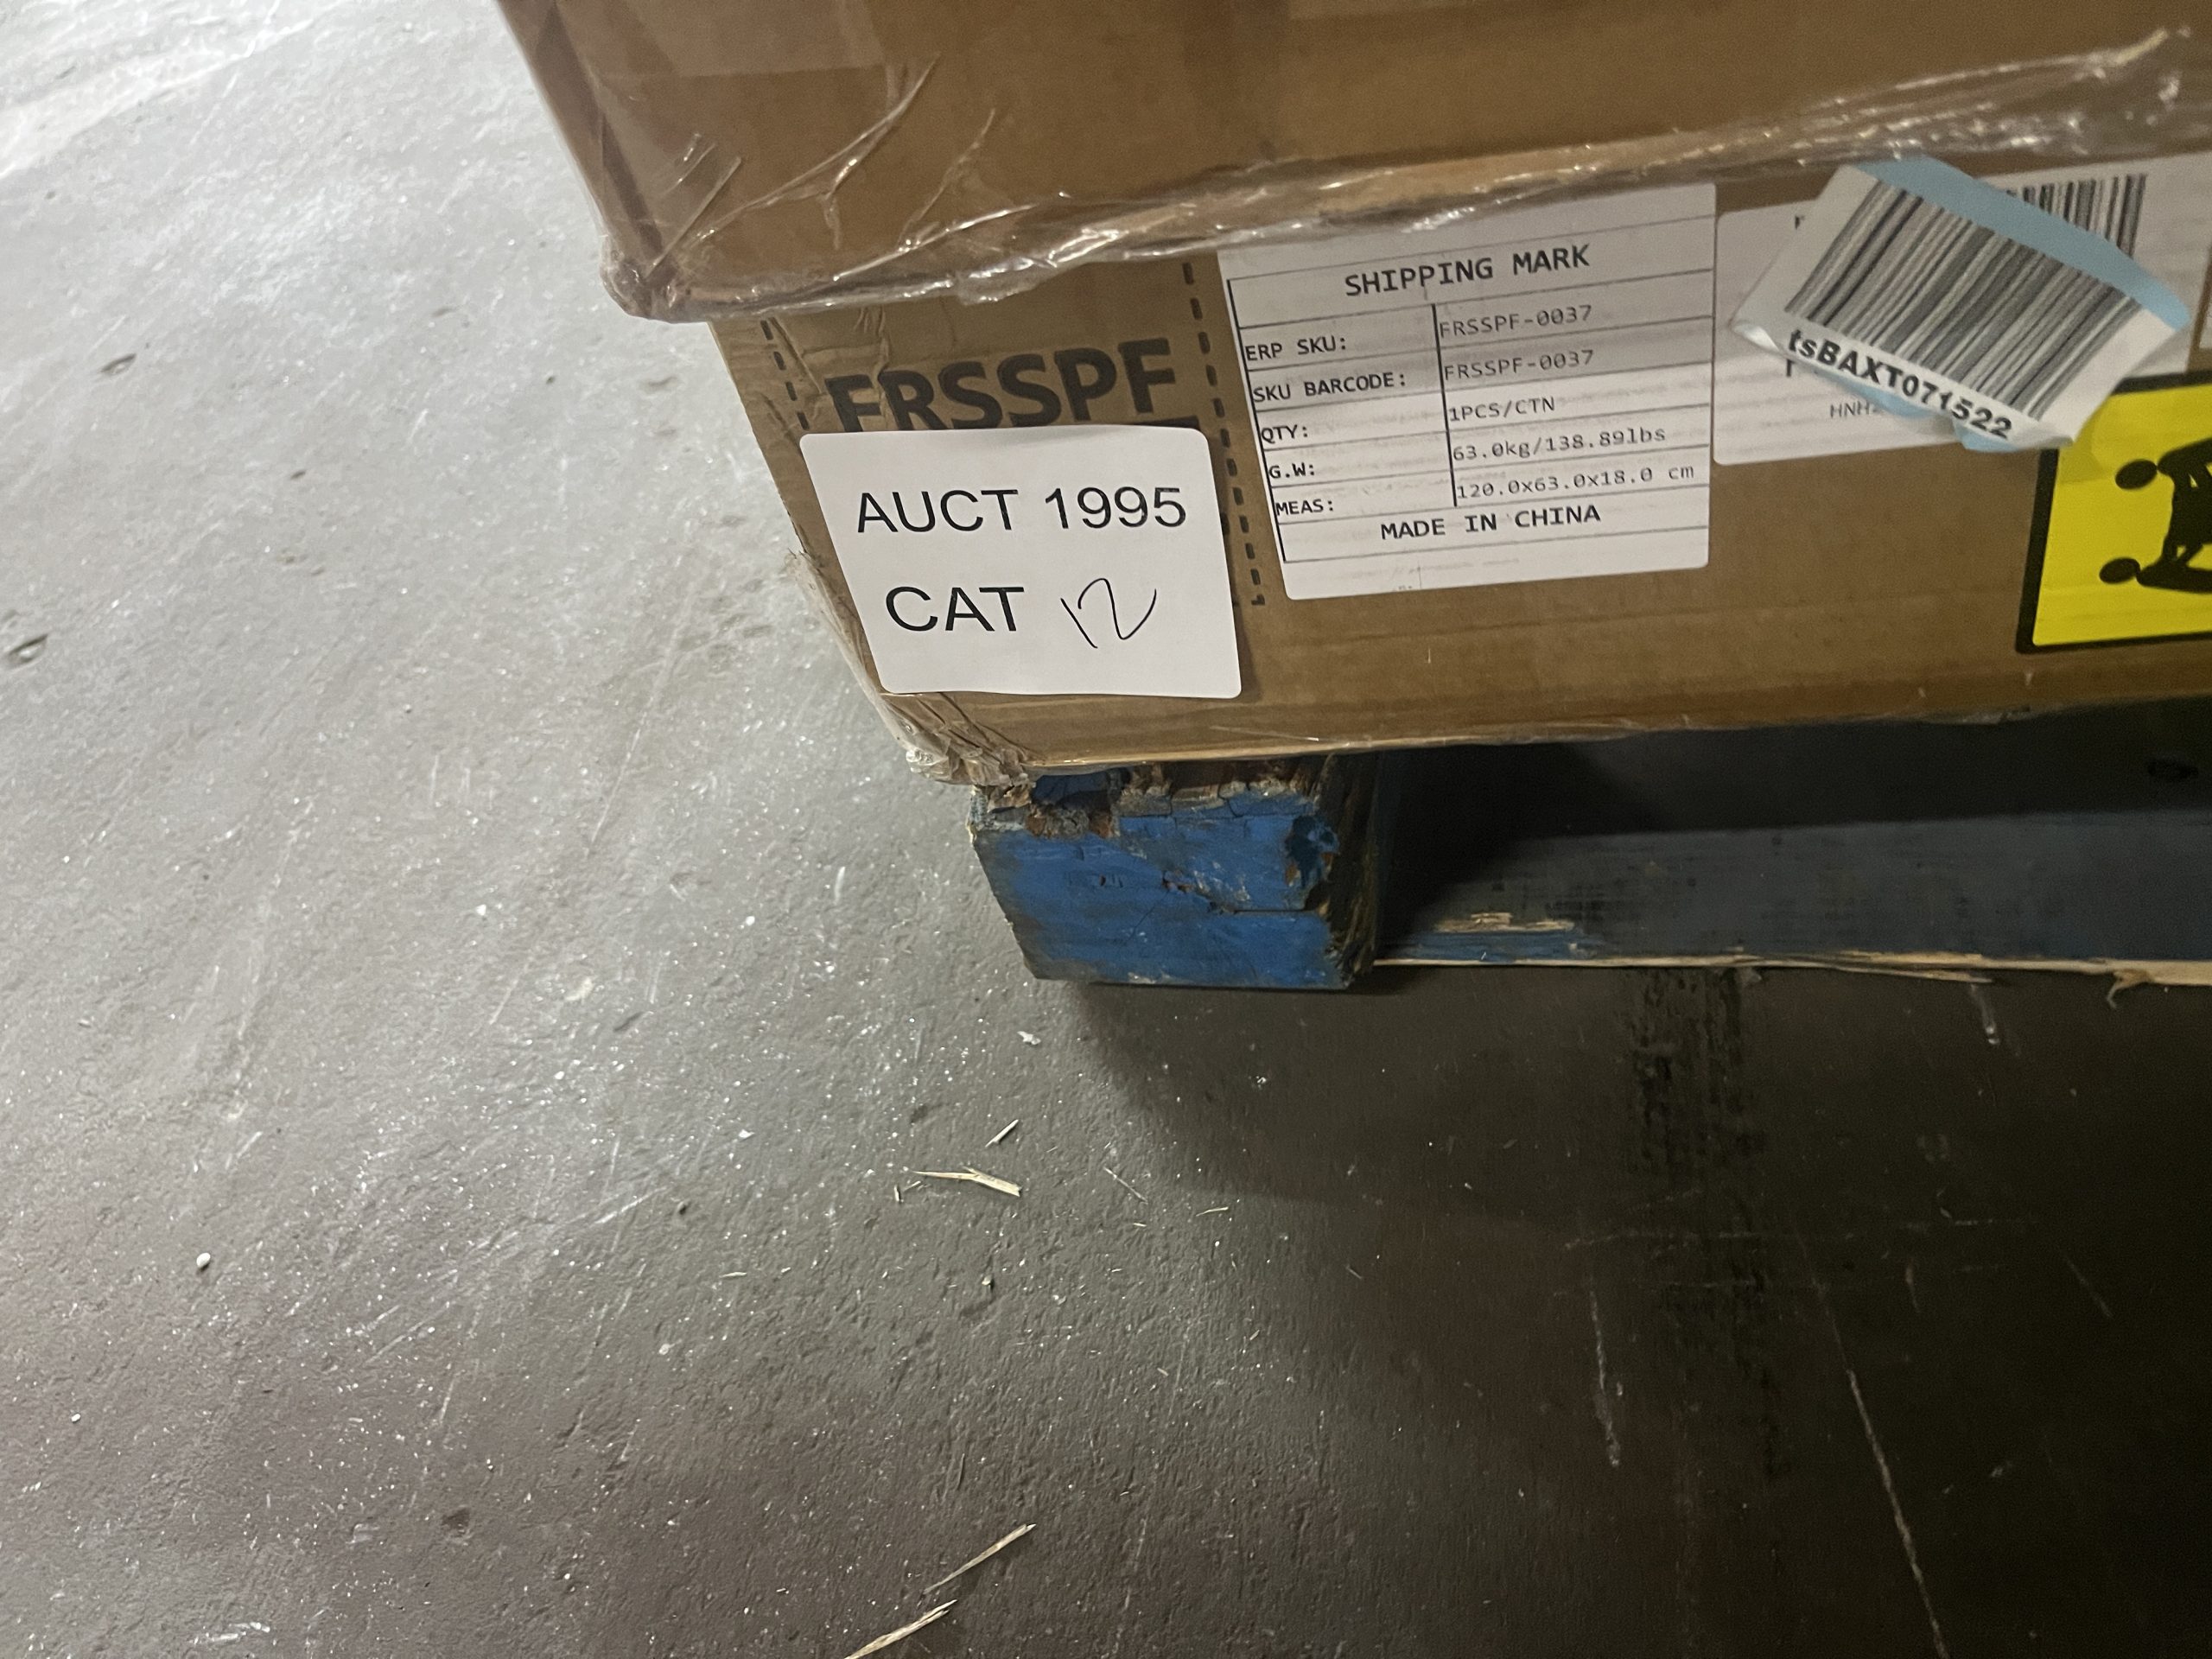 FRSSPF
AUCT 1995
CAT 12
SHIPPING MARK
ERP SKU: FRSSPF-0037
SKU BARCODE: FRSSPF-0037
QTY: 1PCS/CTN
G.W: 63.0kg/138.89lbs
MEAS: 120.0x63.0x18.0 cm
MADE IN CHINA
tsBAXT071522